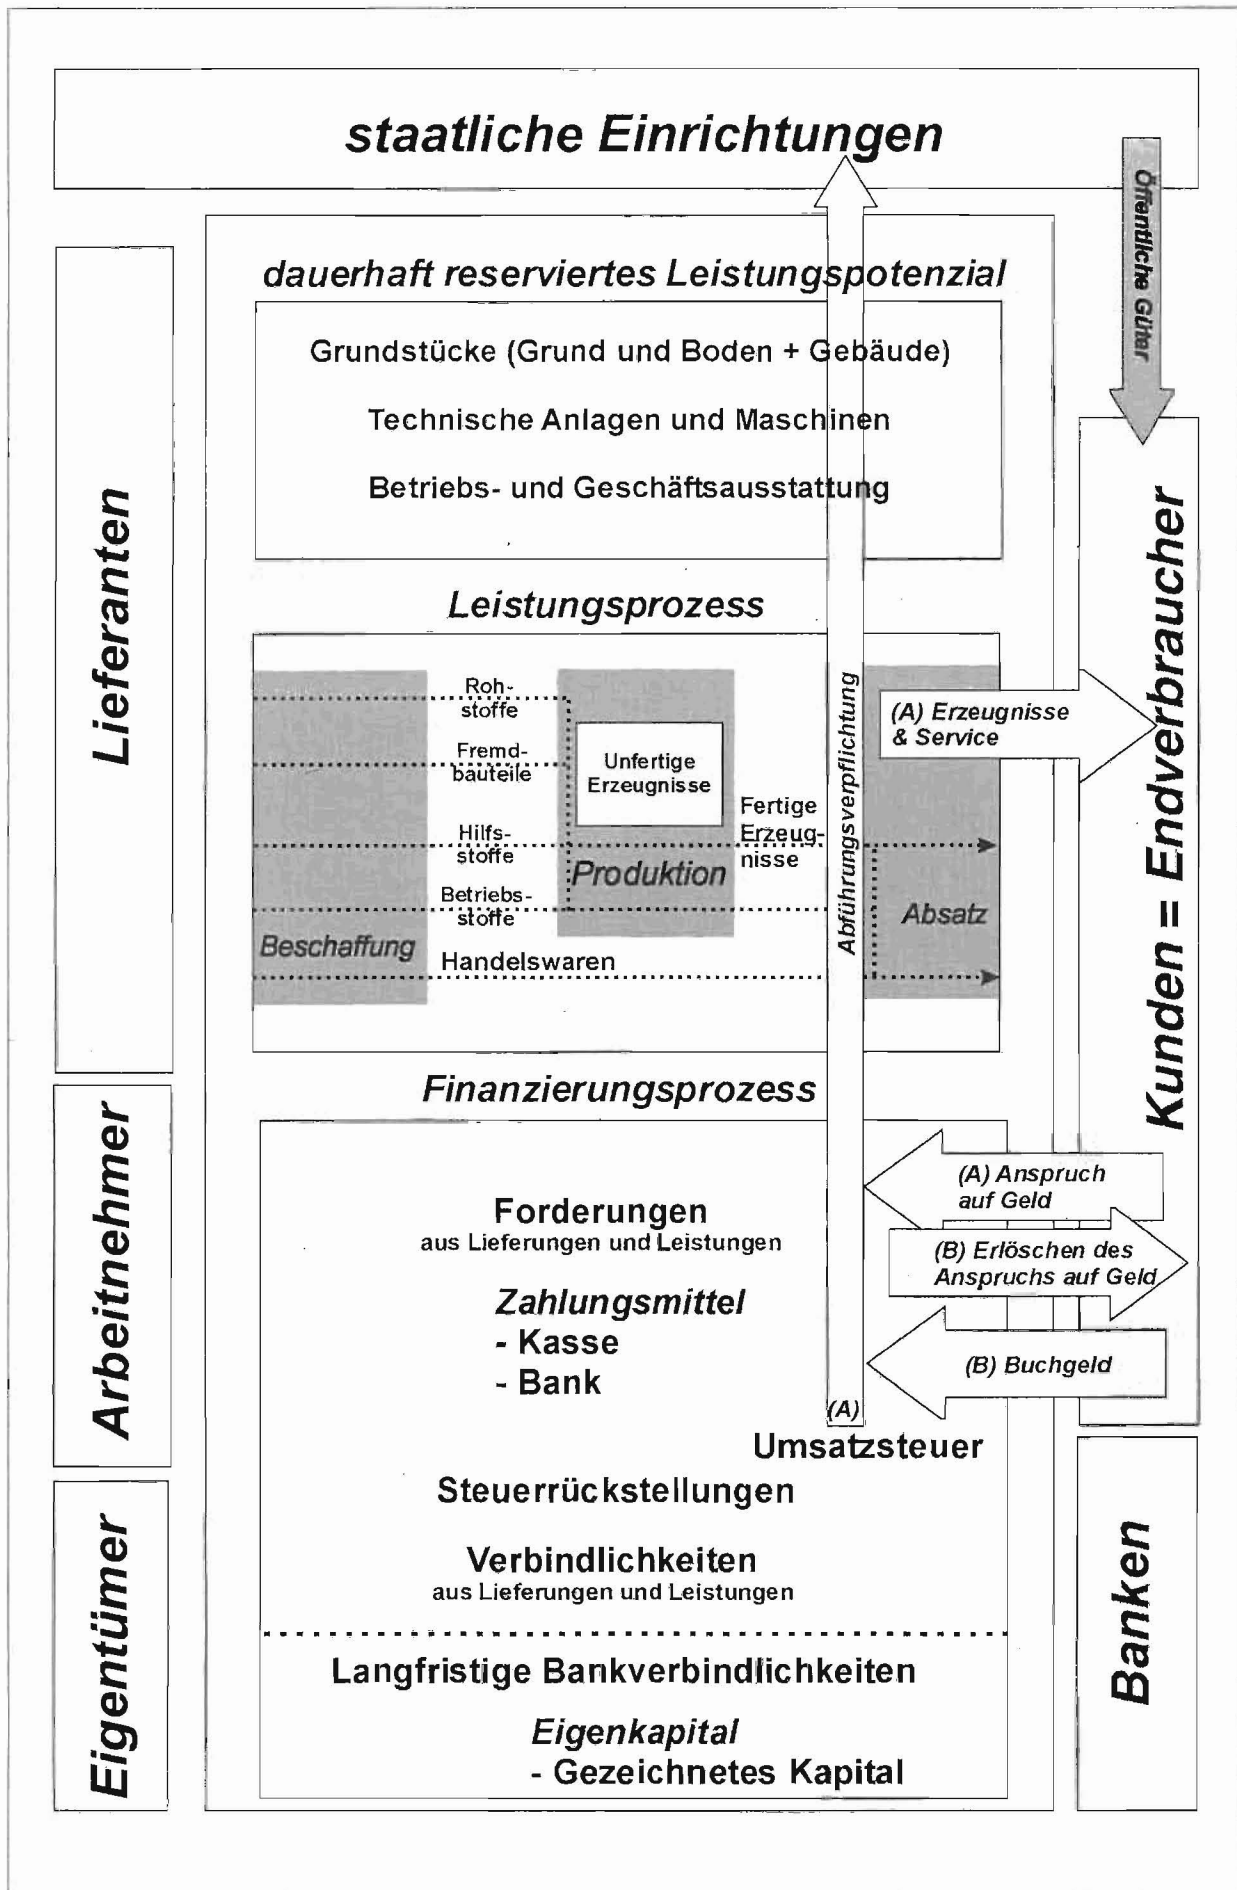 staatliche Einrichtungen
Öffentliche Güter
dauerhaft reserviertes Leistungspotenzial
Grundstücke (Grund und Boden + Gebäude)
Technische Anlagen und Maschinen
Betriebs- und Geschäftsausstattung
Lieferanten
Kunden = Endverbraucher
Leistungsprozess
Roh-
stoffe
Fremd-
bauteile
Hilfs-
stoffe
Betriebs-
stoffe
Handelswaren
Beschaffung
Unfertige
Erzeugnisse
Produktion
Fertige
Erzeug-
nisse
Abführungsverpflichtung
(A) Erzeugnisse
& Service
Absatz
Finanzierungsprozess
Arbeitnehmer
Forderungen
aus Lieferungen und Leistungen
(A) Anspruch
auf Geld
(B) Erlöschen des
Anspruchs auf Geld
(B) Buchgeld
Zahlungsmittel
- Kasse
- Bank
(A)
Umsatzsteuer
Steuerrückstellungen
Verbindlichkeiten
aus Lieferungen und Leistungen
Eigentümer
Banken
Langfristige Bankverbindlichkeiten
Eigenkapital
- Gezeichnetes Kapital